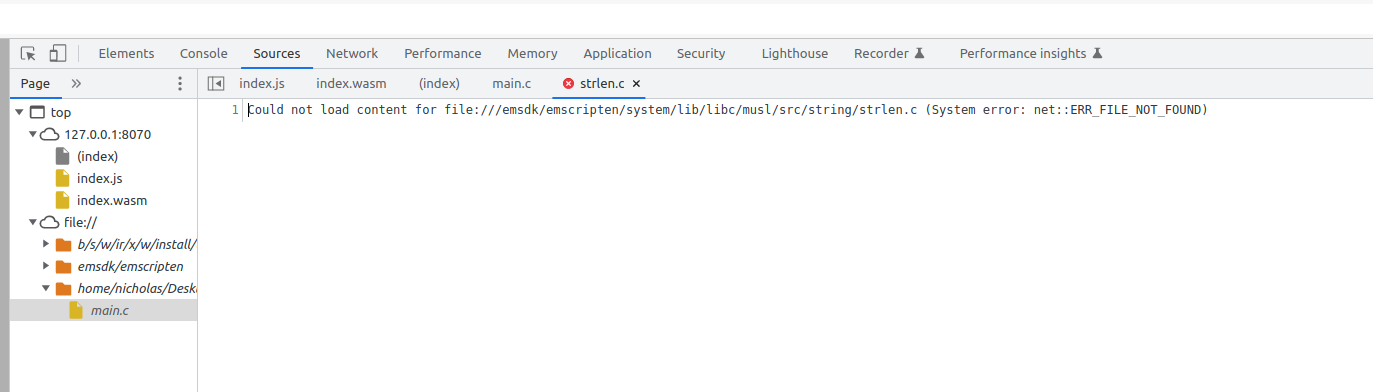 Elements Console Sources Network Performance Memory Application Security Lighthouse Recorder Performance insights
Page » index.js index.wasm (index) main.c strlen.c ×
top
127.0.0.1:8070
(index)
index.js
index.wasm
file://
b/s/w/ir/x/w/install/
emsdk/emscripten
home/nicholas/Desk
main.c
1 Could not load content for file:///emsdk/emscripten/system/lib/libc/musl/src/string/strlen.c (System error: net::ERR_FILE_NOT_FOUND)